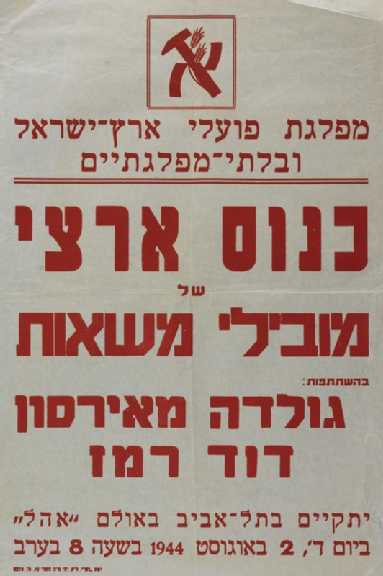 מפלגת פועלי ארץ־ישראל
ובלתי־מפלגתיים
כנוס ארצי
של
מובילי משאות
בהשתתפות:
גולדה מאירסון
דוד רמז
יתקיים בתל־אביב באולם „אהל”
ביום ד׳, 2 באוגוסט 1944 בשעה 8 בערב